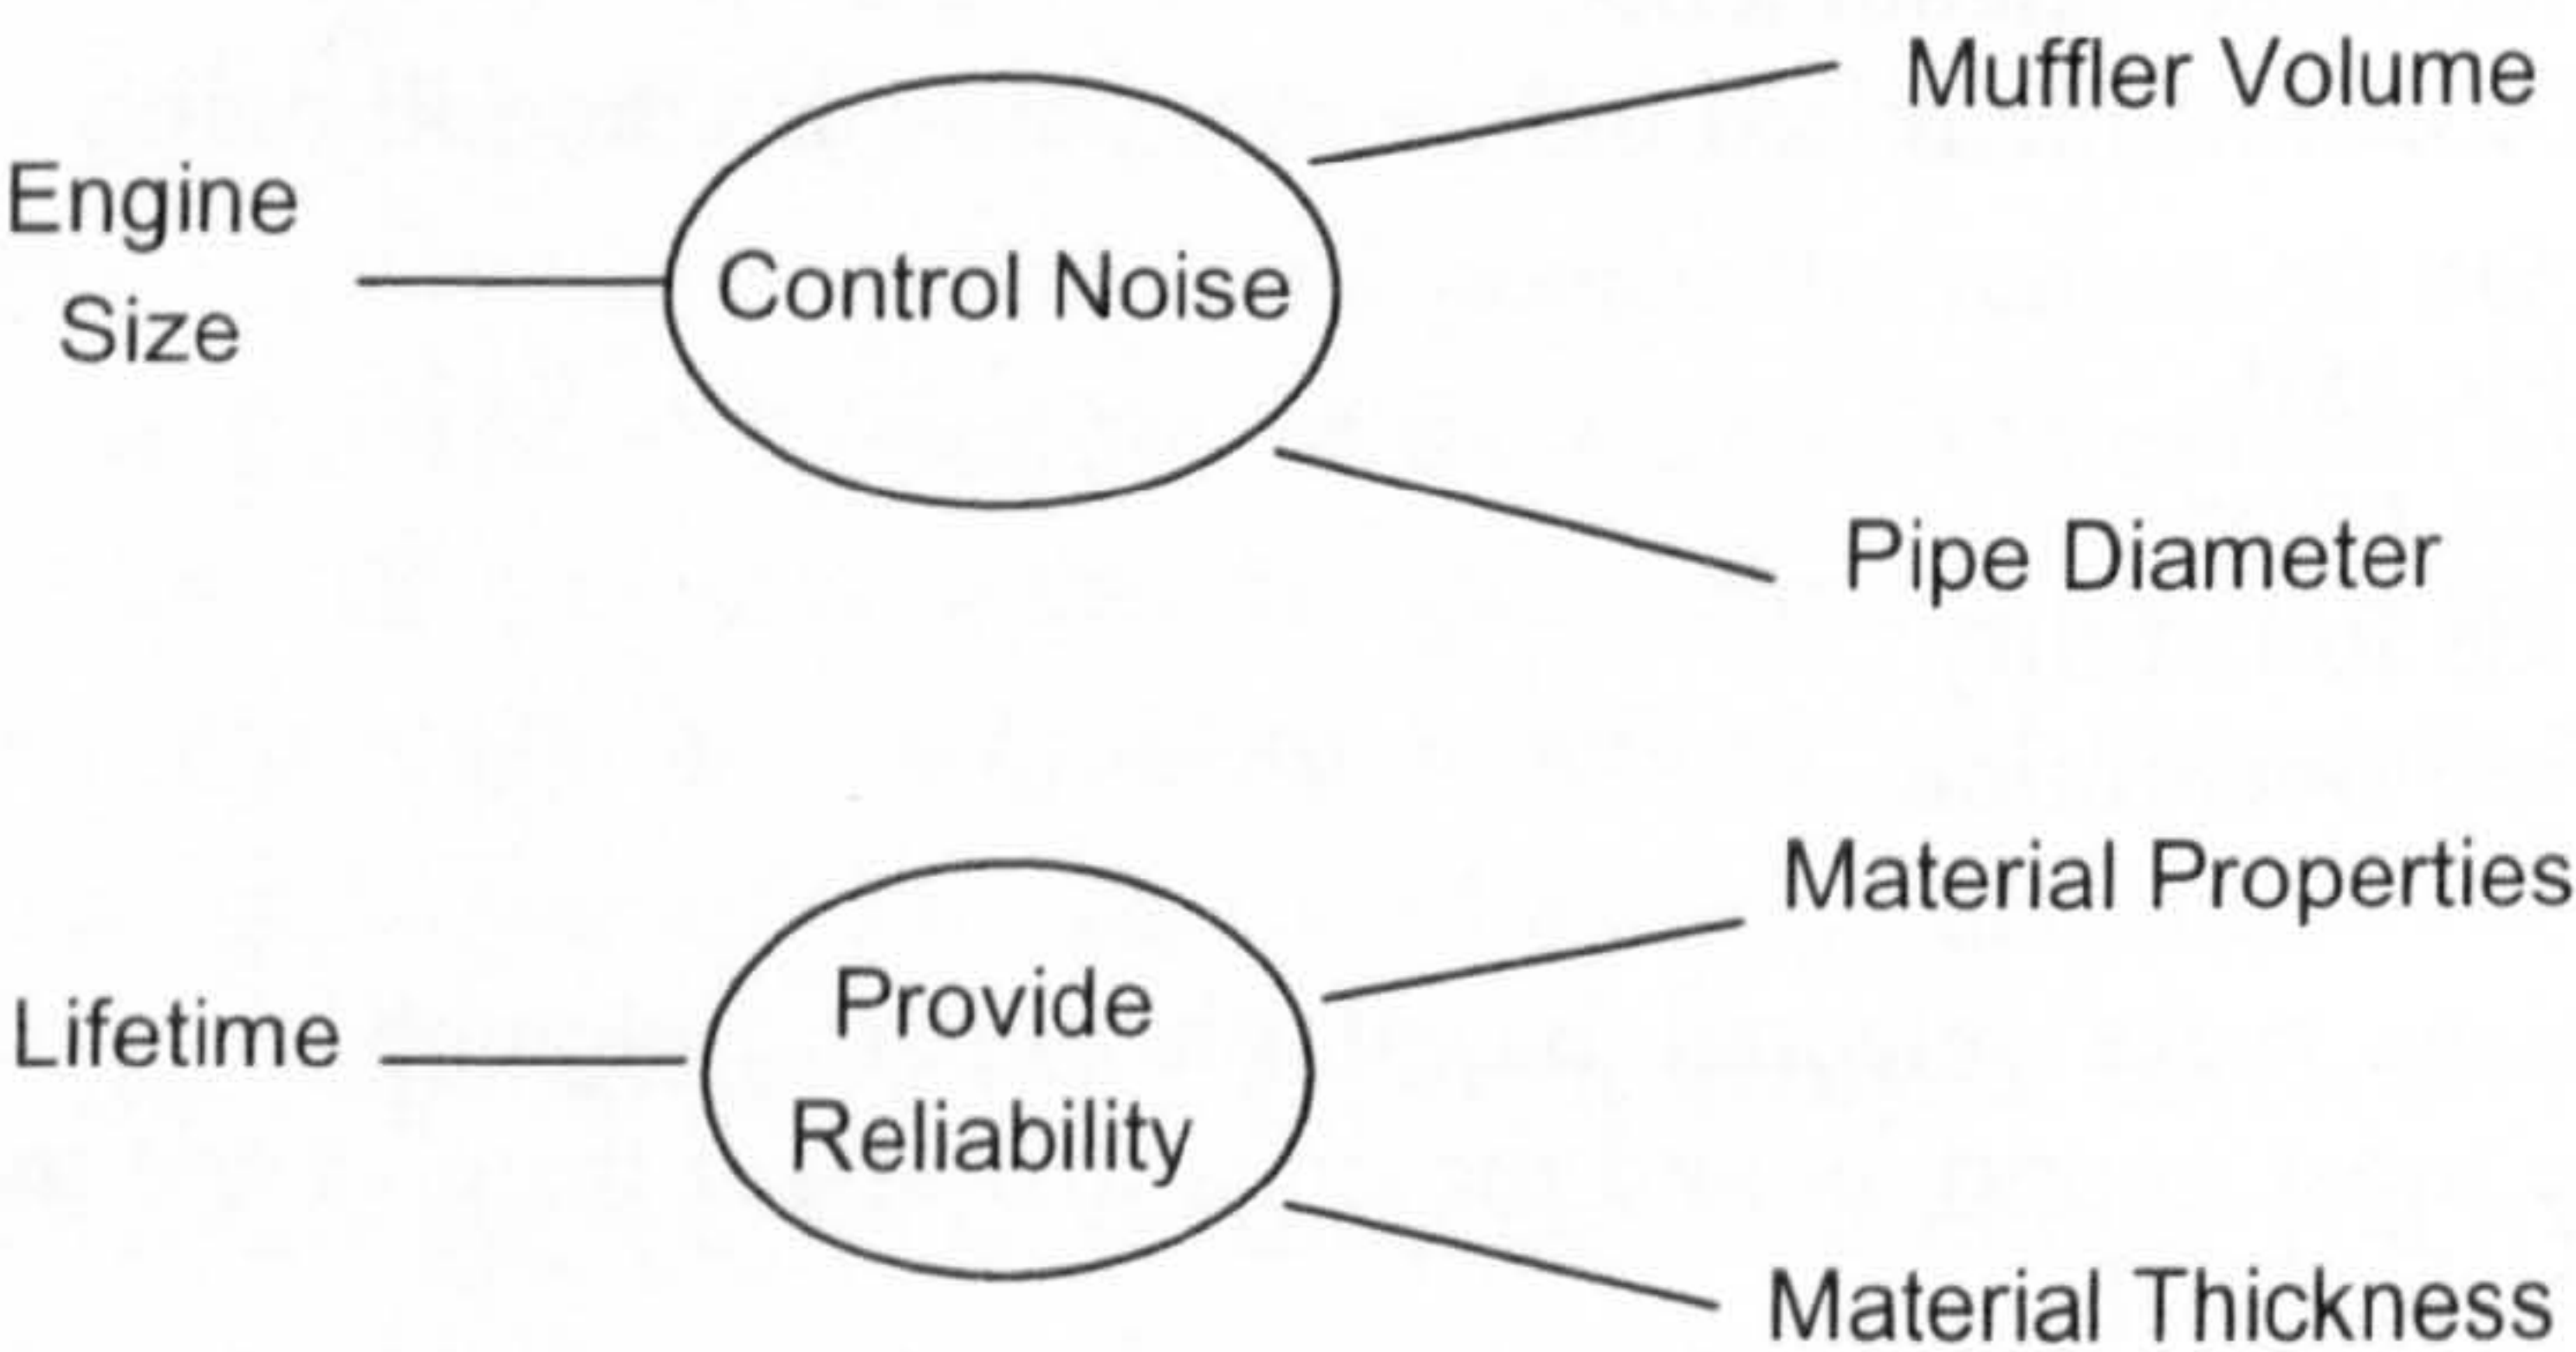 Muffler Volume
Engine
Size
Control Noise
Pipe Diameter
Material Properties
Lifetime
Provide
Reliability
Material Thickness